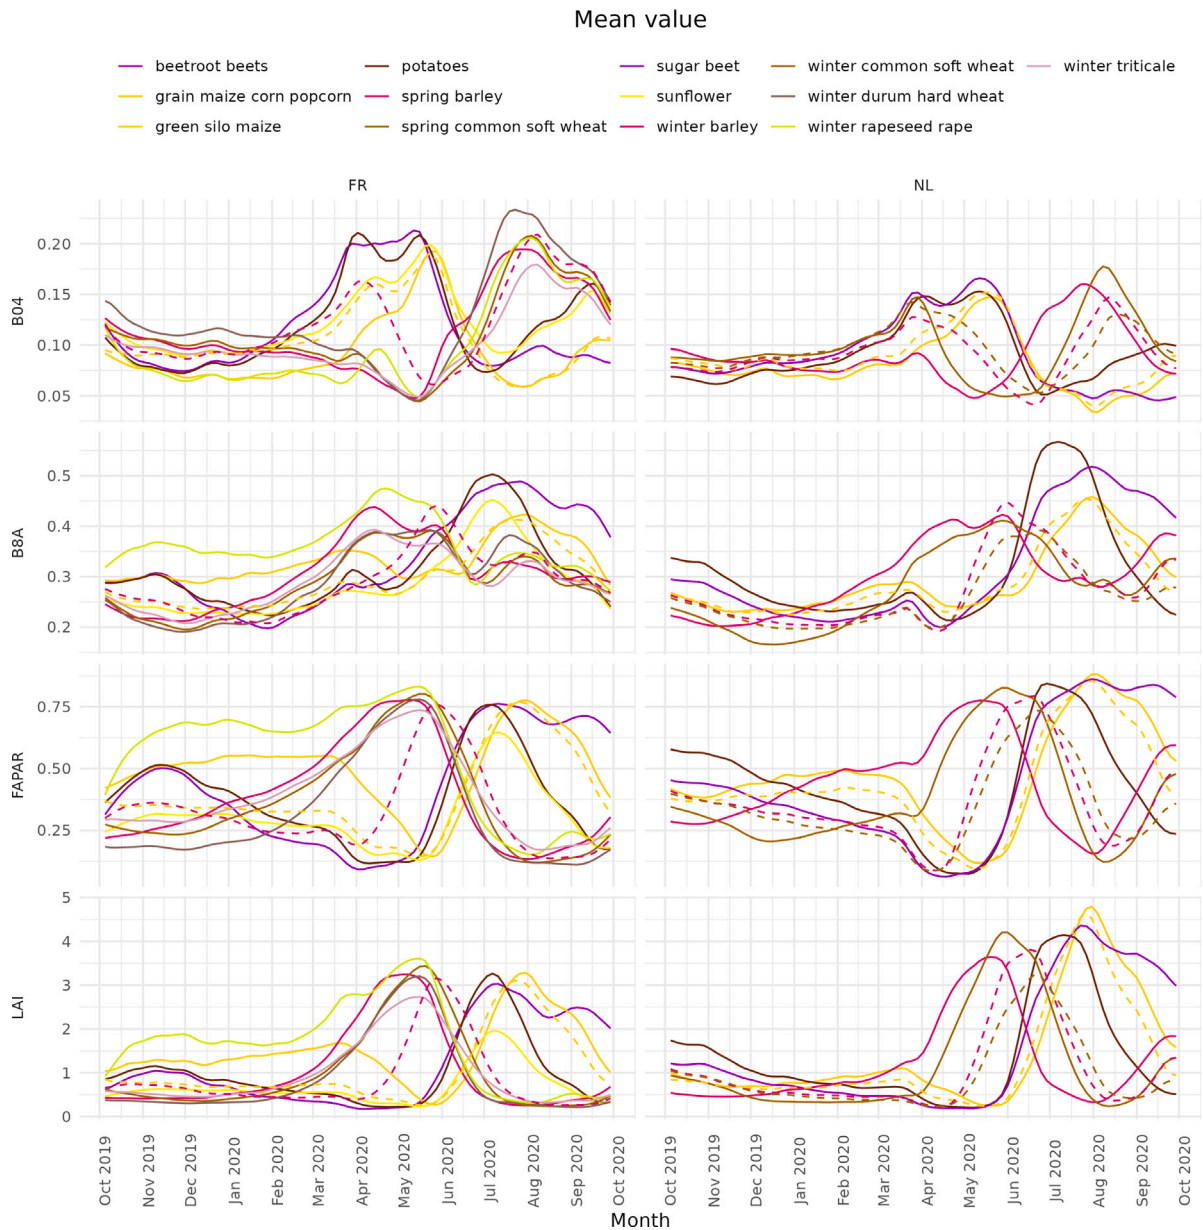 Mean value
beetroot beets potatoes sugar beet winter common soft wheat winter triticale
grain maize corn popcorn spring barley sunflower winter durum hard wheat
green silo maize spring common soft wheat winter barley winter rapeseed rape
FR NL
B04
0.20
0.15
0.10
0.05
B8A
0.5
0.4
0.3
0.2
FAPAR
0.75
0.50
0.25
LAI
5
4
3
2
1
0
Oct 2019 Nov 2019 Dec 2019 Jan 2020 Feb 2020 Mar 2020 Apr 2020 May 2020 Jun 2020 Jul 2020 Aug 2020 Sep 2020 Oct 2020 Oct 2019 Nov 2019 Dec 2019 Jan 2020 Feb 2020 Mar 2020 Apr 2020 May 2020 Jun 2020 Jul 2020 Aug 2020 Sep 2020 Oct 2020
Month